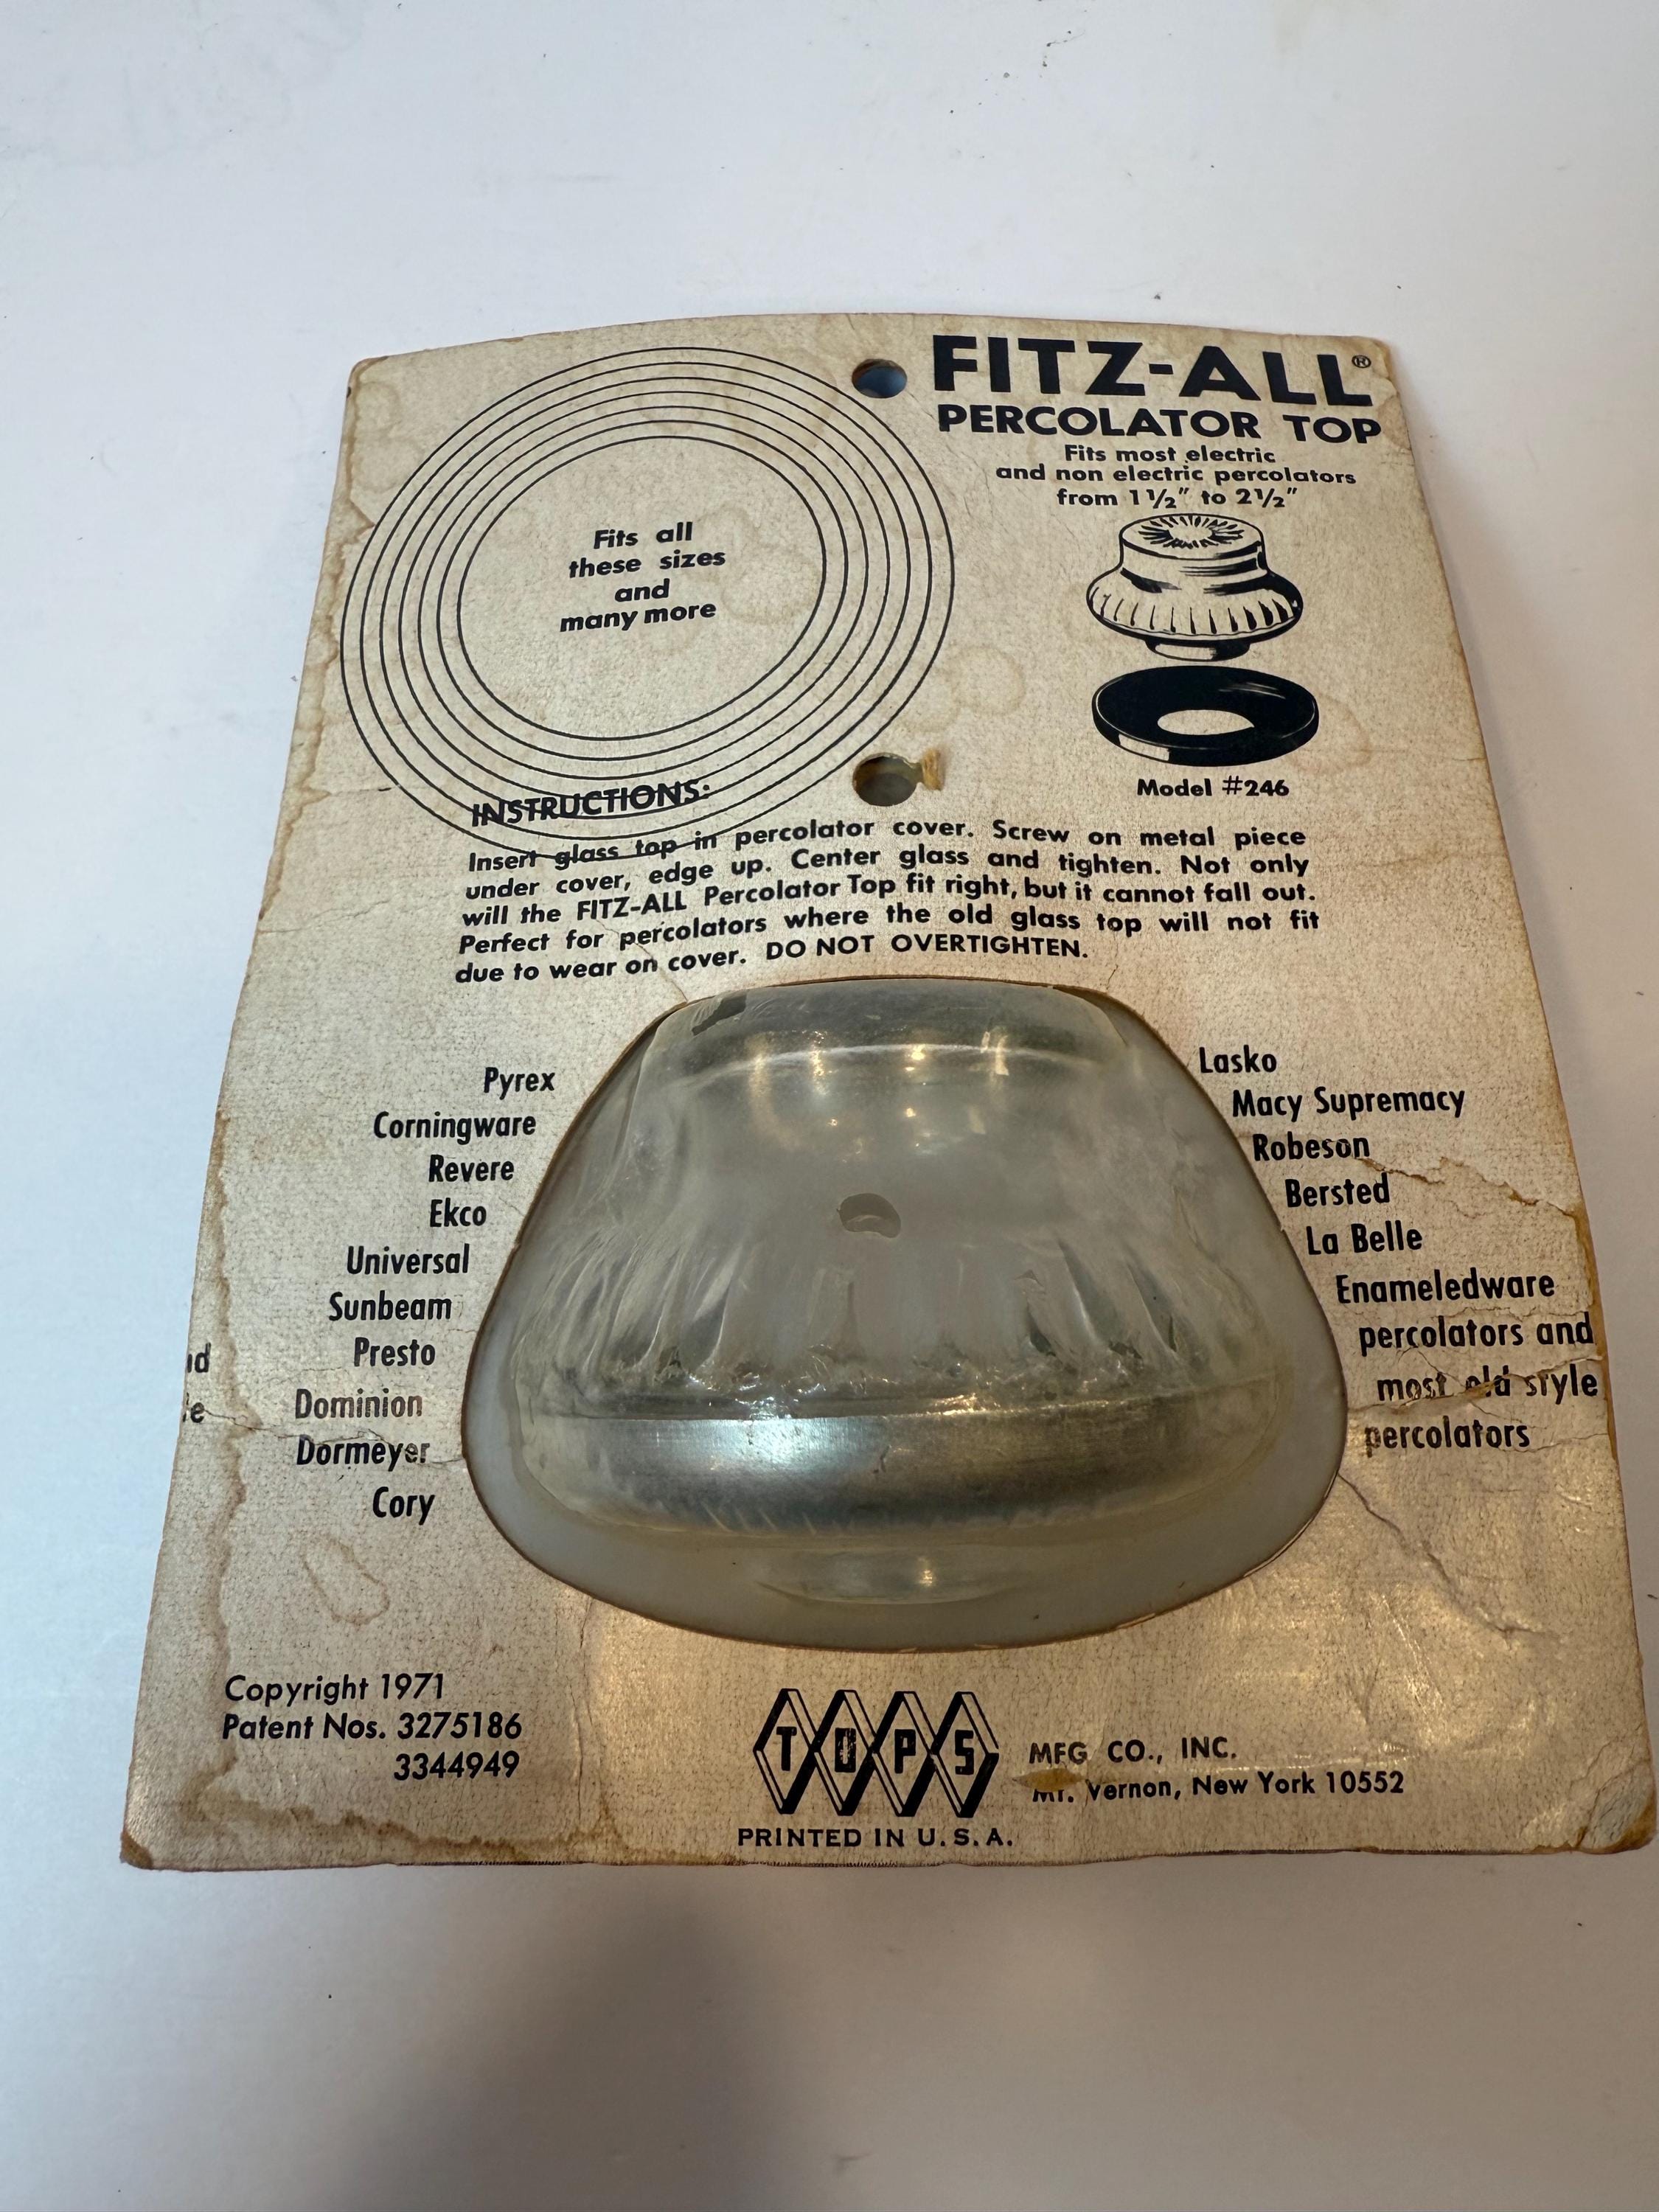 FITZ-ALL®
PERCOLATOR TOP
Fits most electric
and non electric percolators
from 1½" to 2½"
Fits all
these sizes
and
many more
Model #246
INSTRUCTIONS:
Insert glass top in percolator cover. Screw on metal piece
under cover, edge up. Center glass and tighten. Not only
will the FITZ-ALL Percolator Top fit right, but it cannot fall out.
Perfect for percolators where the old glass top will not fit
due to wear on cover. DO NOT OVERTIGHTEN.
Pyrex
Corningware
Revere
Ekco
Universal
Sunbeam
Presto
Dominion
Dormeyer
Cory
Lasko
Macy Supremacy
Robeson
Bersted
La Belle
Enameledware
percolators and
most old style
percolators
Copyright 1971
Patent Nos. 3275186
3344949
TOPS
MFG CO., INC.
Mt. Vernon, New York 10552
PRINTED IN U.S.A.